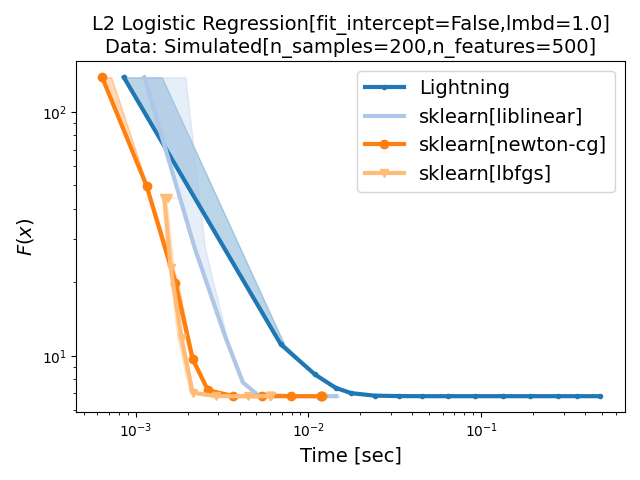 L2 Logistic Regression[fit_intercept=False,lmbd=1.0]
Data: Simulated[n_samples=200,n_features=500]
Lightning
sklearn[liblinear]
sklearn[newton-cg]
sklearn[lbfgs]
F(x)
10²
10¹
10⁻³ 10⁻² 10⁻¹
Time [sec]